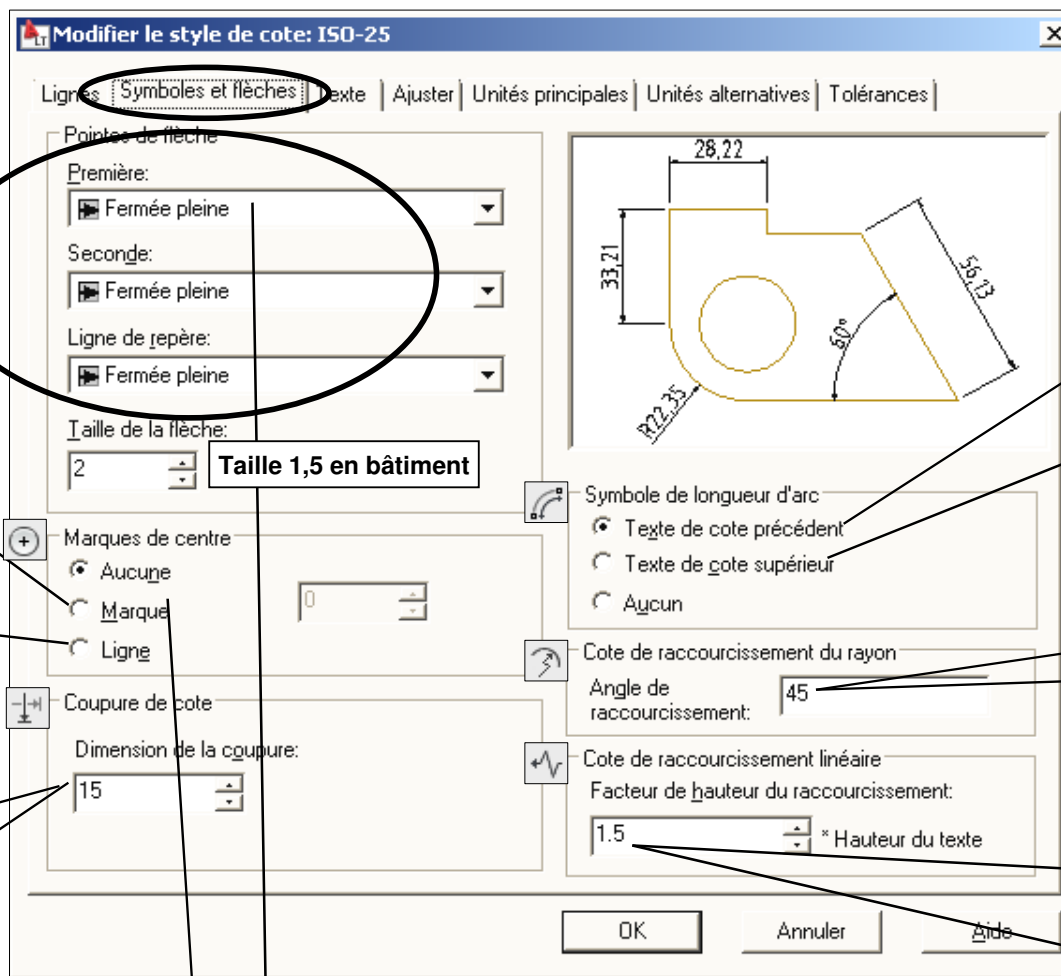 Modifier le style de cote: ISO-25
Lignes
Symboles et flèches
Texte
Ajuster
Unités principales
Unités alternatives
Tolérances
Pointes de flèche
Première:
Fermée pleine
Seconde:
Fermée pleine
Ligne de repère:
Fermée pleine
Taille de la flèche:
2
Taille 1,5 en bâtiment
28,22
33,21
56,13
60°
R22,35
Marques de centre
Aucune
Marque
Ligne
0
Symbole de longueur d'arc
Texte de cote précédent
Texte de cote supérieur
Aucun
Coupure de cote
Dimension de la coupure:
15
Cote de raccourcissement du rayon
Angle de
raccourcissement:
45
Cote de raccourcissement linéaire
Facteur de hauteur du raccourcissement:
1.5
* Hauteur du texte
OK
Annuler
Aide